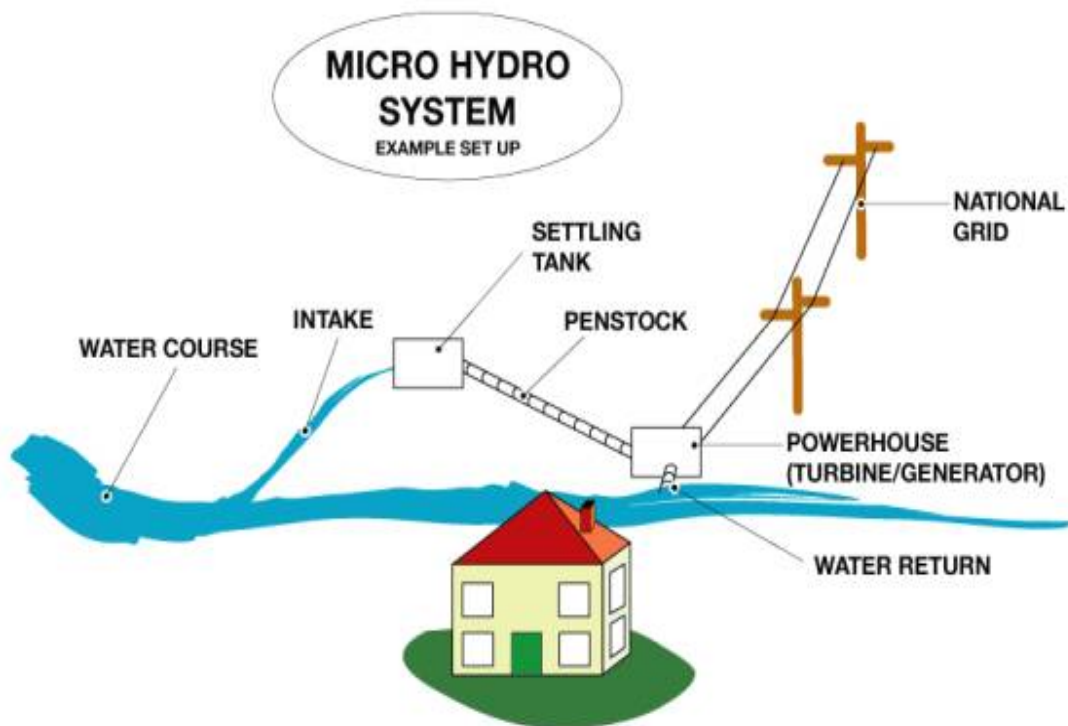 MICRO HYDRO
SYSTEM
EXAMPLE SET UP
NATIONAL
GRID
SETTLING
TANK
INTAKE
PENSTOCK
WATER COURSE
POWERHOUSE
(TURBINE/GENERATOR)
WATER RETURN